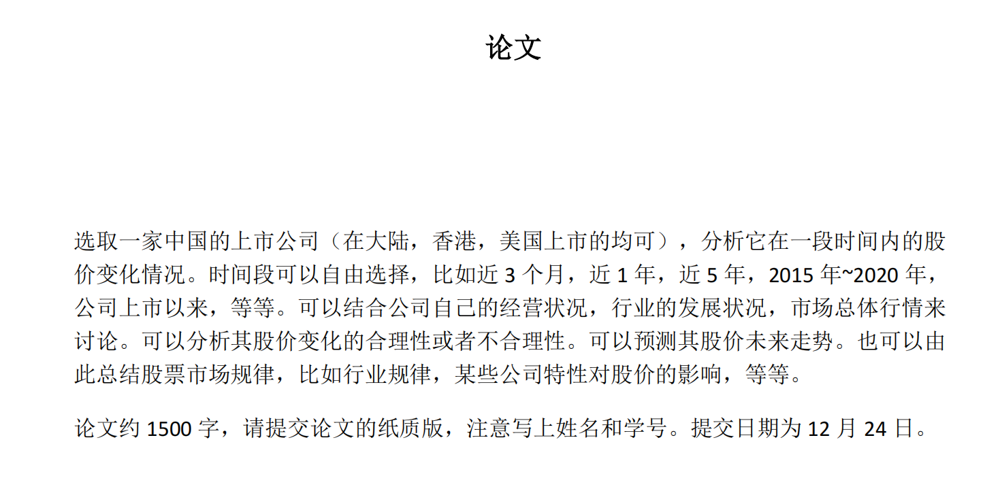 论文
选取一家中国的上市公司（在大陆，香港，美国上市的均可），分析它在一段时间内的股
价变化情况。时间段可以自由选择，比如近 3 个月，近 1 年，近 5 年，2015 年~2020 年，
公司上市以来，等等。可以结合公司自己的经营状况，行业的发展状况，市场总体行情来
讨论。可以分析其股价变化的合理性或者不合理性。可以预测其股价未来走势。也可以由
此总结股票市场规律，比如行业规律，某些公司特性对股价的影响，等等。
论文约 1500 字，请提交论文的纸质版，注意写上姓名和学号。提交日期为 12 月 24 日。